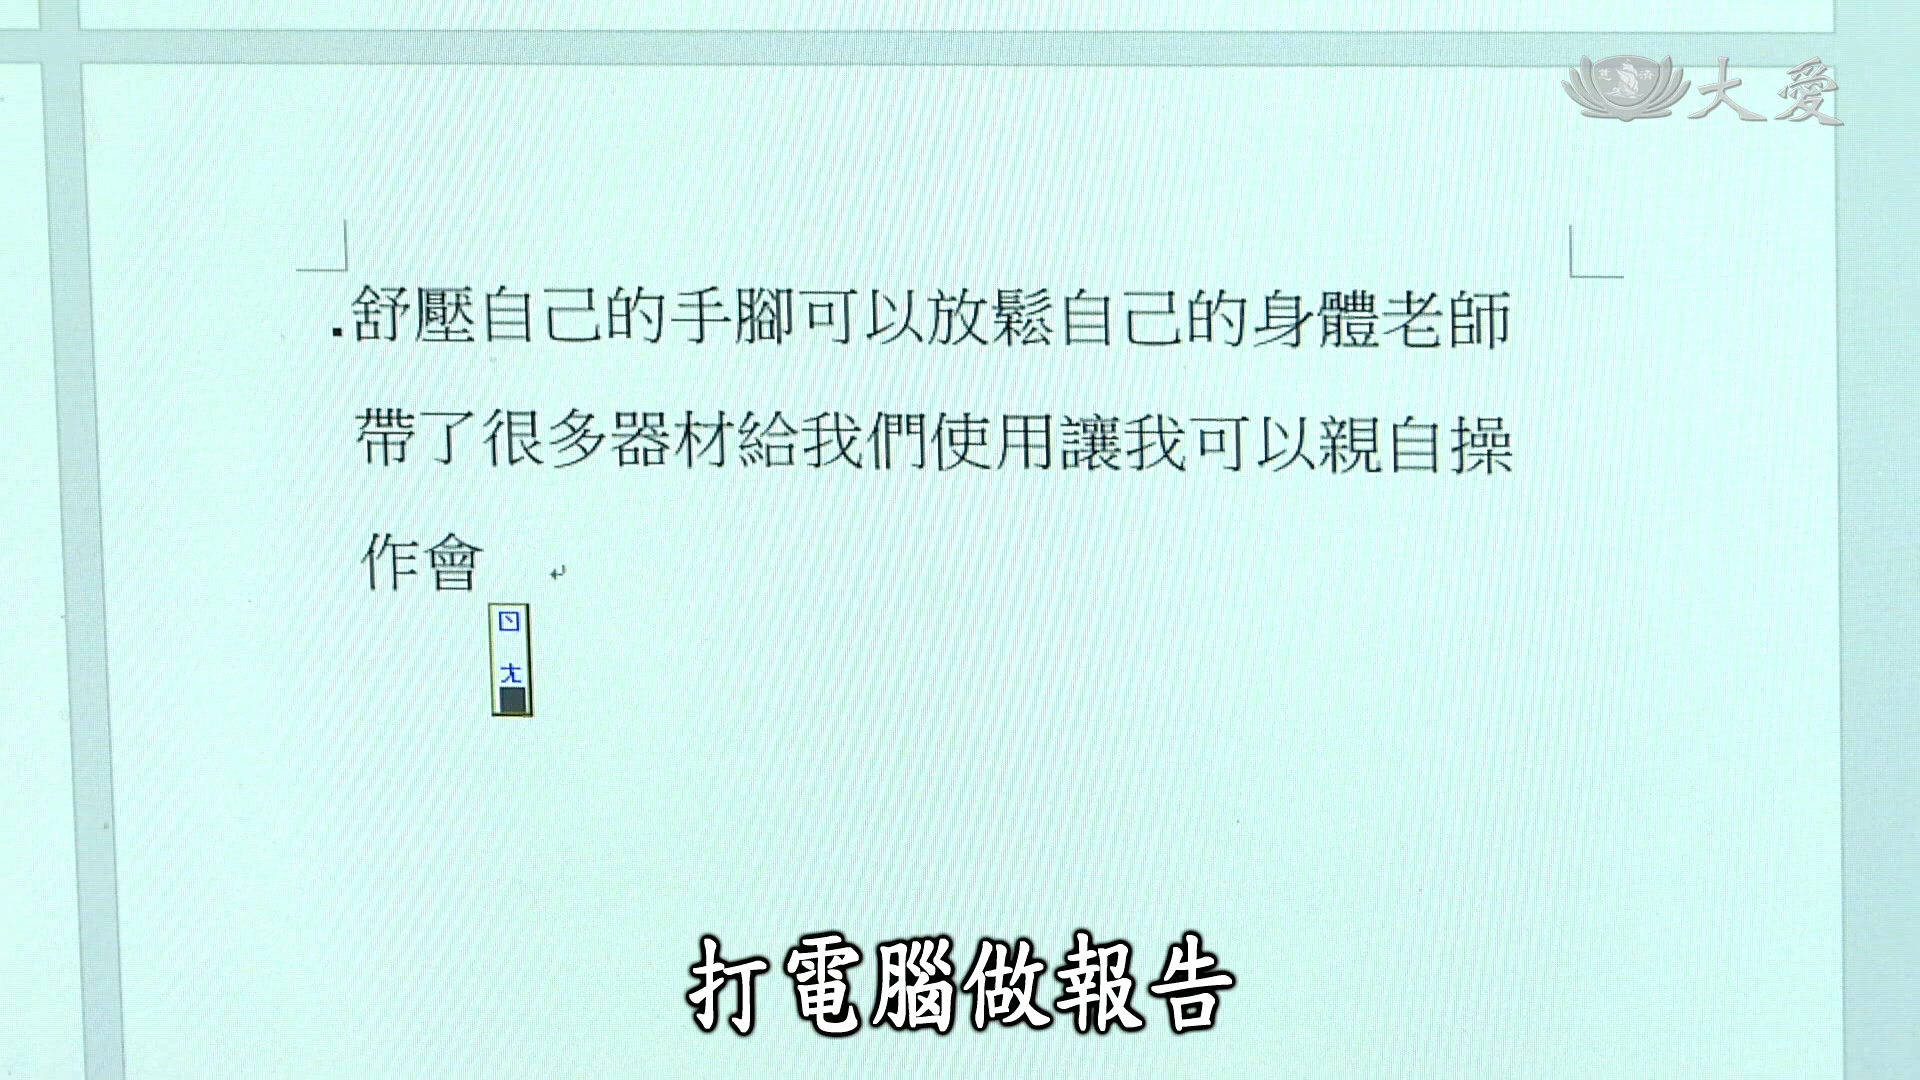 大愛
舒壓自己的手腳可以放鬆自己的身體老師
帶了很多器材給我們使用讓我可以親自操
作會
ㄤ
打電腦做報告